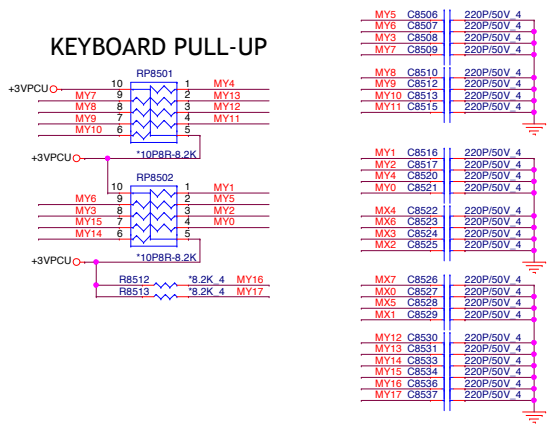 KEYBOARD PULL-UP
RP8501
+3VPCU 10 1 MY4
MY7 9 2 MY13
MY8 8 3 MY12
MY9 7 4 MY11
MY10 6 5
*10P8R-8.2K
+3VPCU
RP8502
10 1 MY1
MY6 9 2 MY5
MY3 8 3 MY2
MY15 7 4 MY0
MY14 6 5
*10P8R-8.2K
+3VPCU
R8512 *8.2K_4 MY16
R8513 *8.2K_4 MY17
MY5 C8506 220P/50V_4
MY6 C8507 220P/50V_4
MY3 C8508 220P/50V_4
MY7 C8509 220P/50V_4
MY8 C8510 220P/50V_4
MY9 C8512 220P/50V_4
MY10 C8513 220P/50V_4
MY11 C8515 220P/50V_4
MY1 C8516 220P/50V_4
MY2 C8517 220P/50V_4
MY4 C8520 220P/50V_4
MY0 C8521 220P/50V_4
MX4 C8522 220P/50V_4
MX6 C8523 220P/50V_4
MX3 C8524 220P/50V_4
MX2 C8525 220P/50V_4
MX7 C8526 220P/50V_4
MX0 C8527 220P/50V_4
MX5 C8528 220P/50V_4
MX1 C8529 220P/50V_4
MY12 C8530 220P/50V_4
MY13 C8531 220P/50V_4
MY14 C8533 220P/50V_4
MY15 C8534 220P/50V_4
MY16 C8536 220P/50V_4
MY17 C8537 220P/50V_4